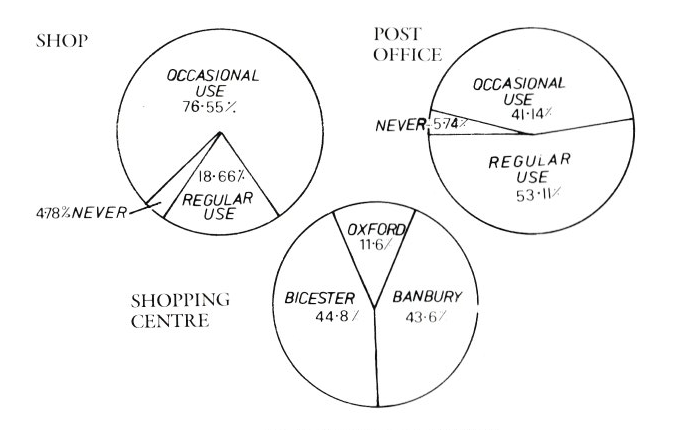 SHOP
OCCASIONAL
USE
76·55%
18·66%
REGULAR
USE
4·78% NEVER
POST
OFFICE
OCCASIONAL
USE
41·14%
NEVER 5·74%
REGULAR
USE
53·11%
SHOPPING
CENTRE
OXFORD
11·6/
BICESTER
44·8/
BANBURY
43·6/